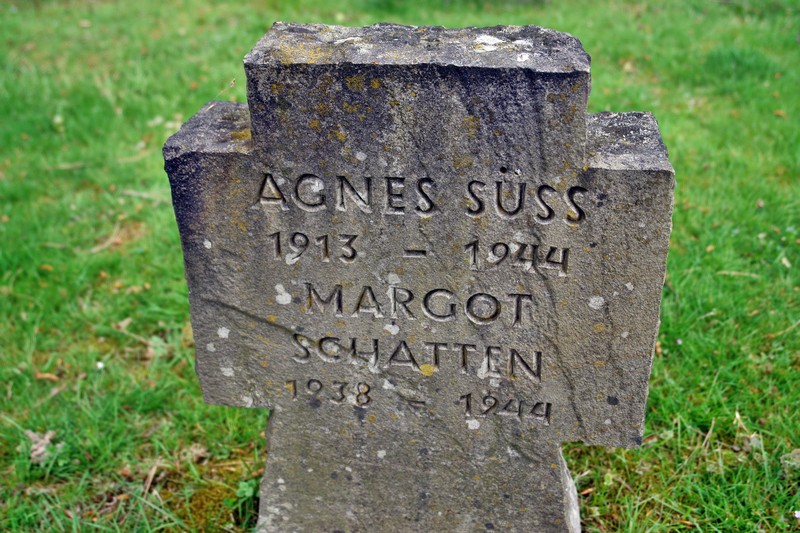 AGNES SÜSS
1913 – 1944
MARGOT
SCHATTEN
1938 – 1944